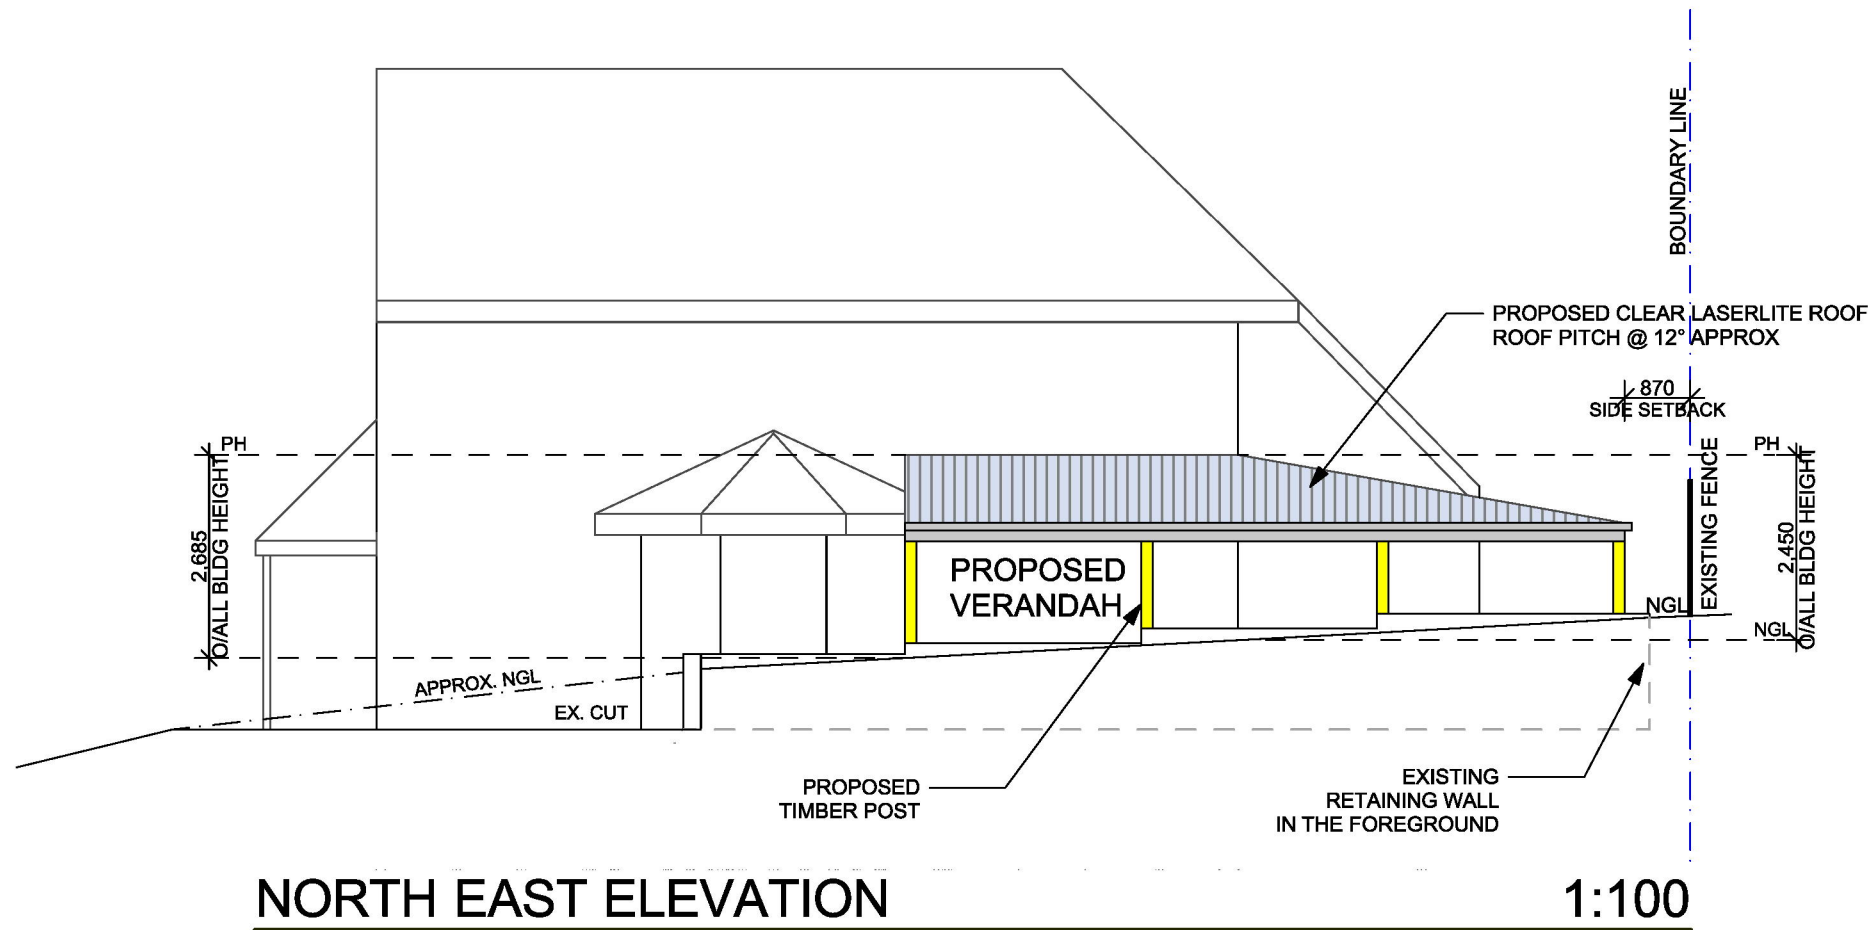 BOUNDARY LINE
PROPOSED CLEAR LASERLITE ROOF
ROOF PITCH @ 12° APPROX
870
SIDE SETBACK
PH
PH
2,685
O/ALL BLDG HEIGHT
EXISTING FENCE
2,450
O/ALL BLDG HEIGHT
PROPOSED
VERANDAH
NGL
NGL
APPROX. NGL
EX. CUT
PROPOSED
TIMBER POST
EXISTING
RETAINING WALL
IN THE FOREGROUND
NORTH EAST ELEVATION
1:100